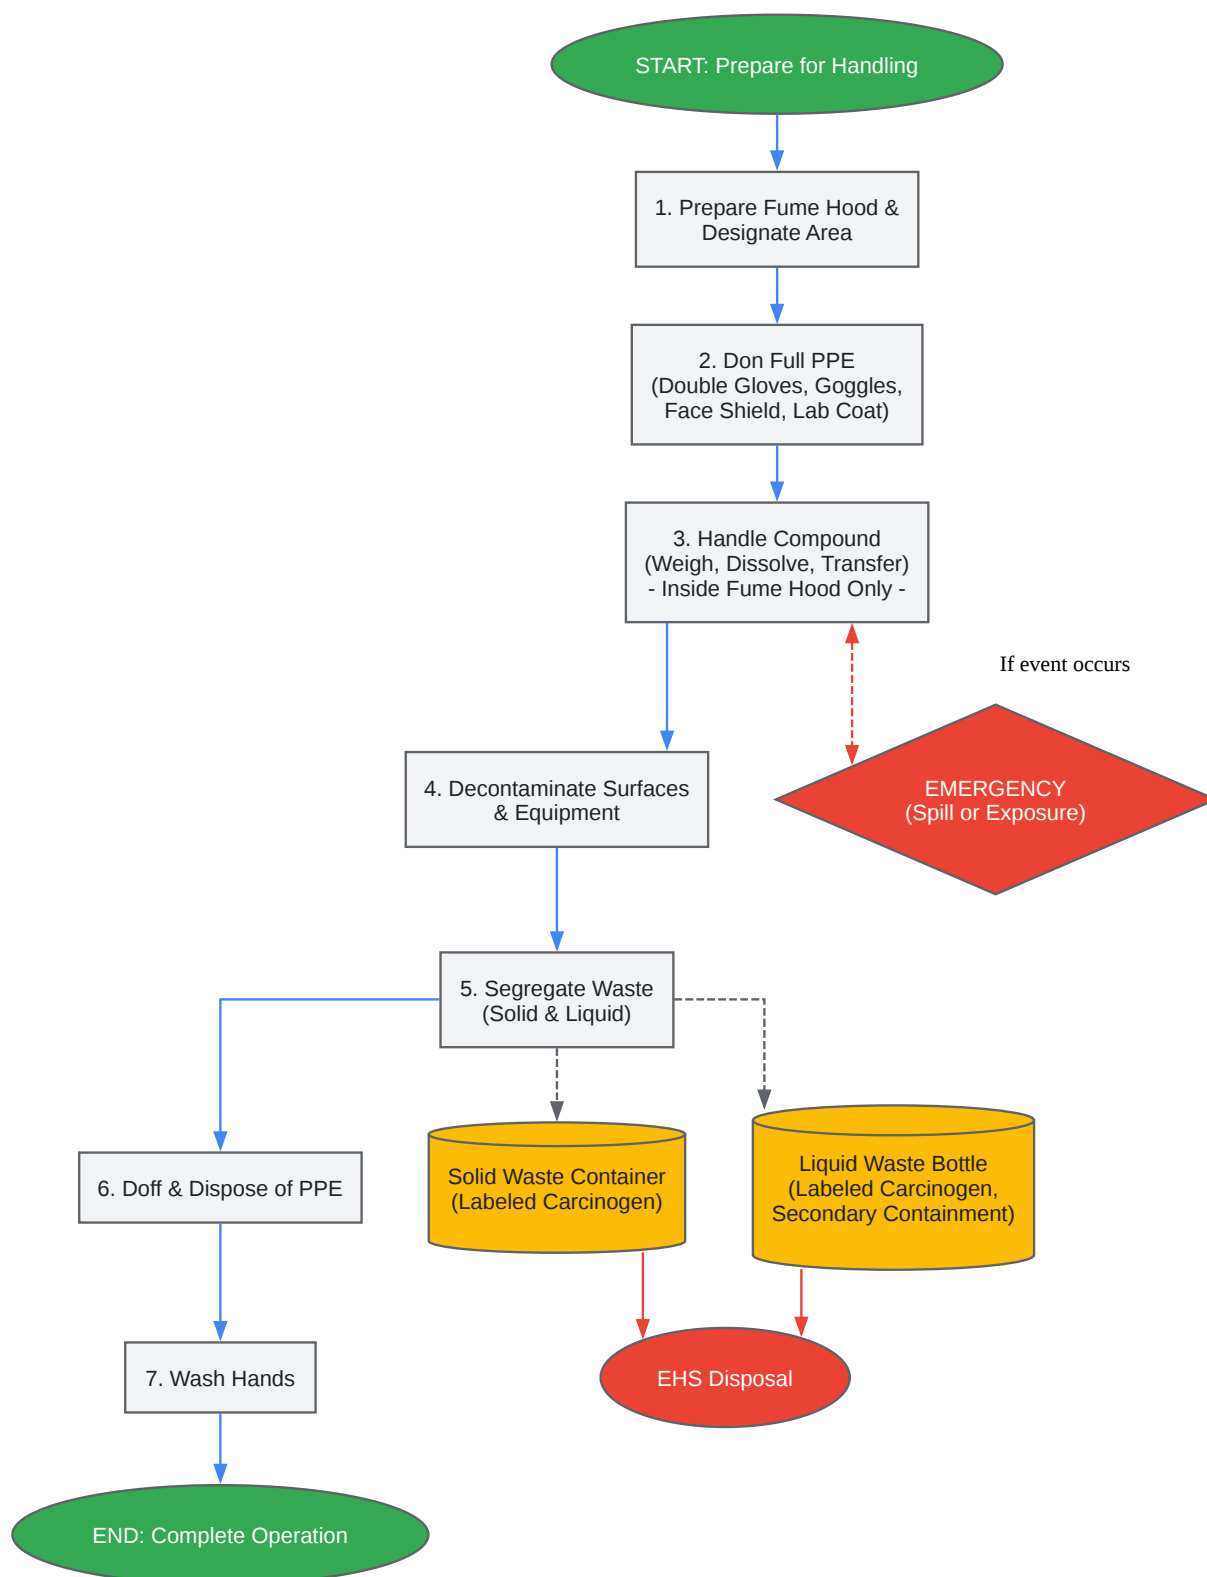 START: Prepare for Handling
1. Prepare Fume Hood &
Designate Area
2. Don Full PPE
(Double Gloves, Goggles,
Face Shield, Lab Coat)
3. Handle Compound
(Weigh, Dissolve, Transfer)
- Inside Fume Hood Only -
If event occurs
EMERGENCY
(Spill or Exposure)
4. Decontaminate Surfaces
& Equipment
5. Segregate Waste
(Solid & Liquid)
Solid Waste Container
(Labeled Carcinogen)
Liquid Waste Bottle
(Labeled Carcinogen,
Secondary Containment)
6. Doff & Dispose of PPE
EHS Disposal
7. Wash Hands
END: Complete Operation